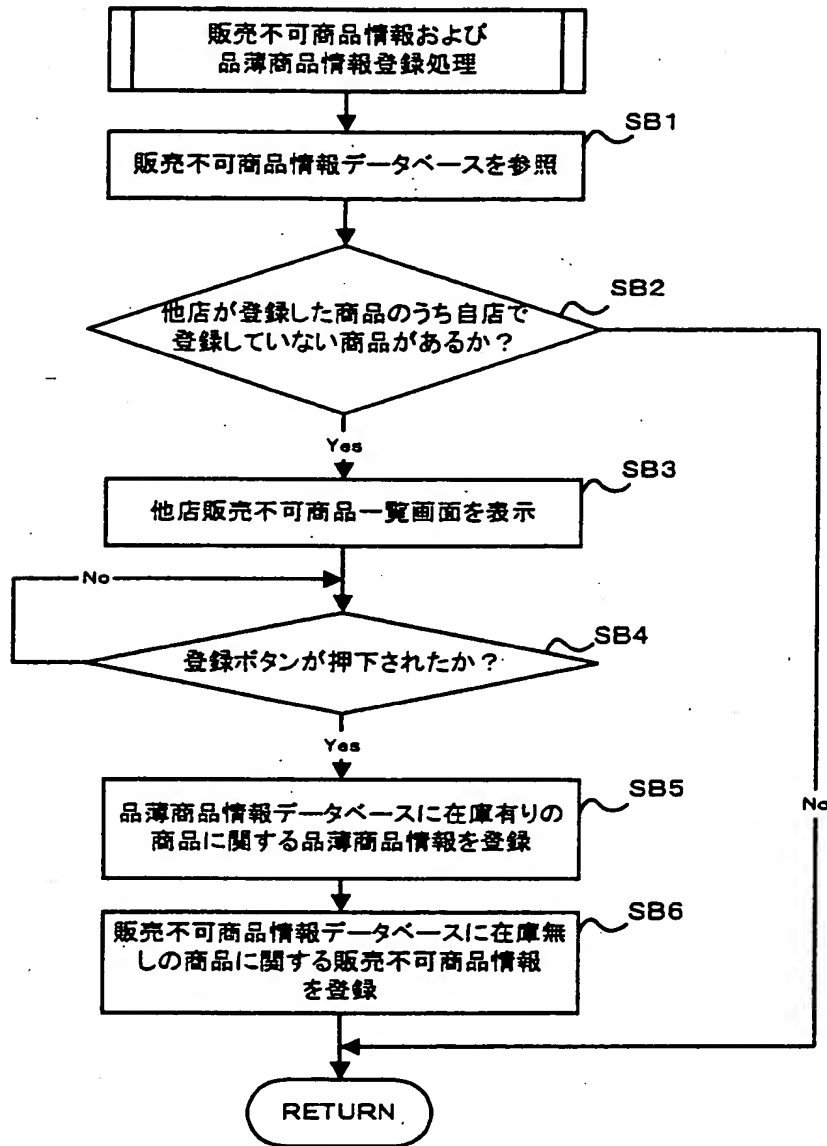 販売不可商品情報および
品薄商品情報登録処理
SB1
販売不可商品情報データベースを参照
SB2
他店が登録した商品のうち自店で
登録していない商品があるか？
Yes
SB3
他店販売不可商品一覧画面を表示
No
SB4
登録ボタンが押下されたか？
Yes
SB5
品薄商品情報データベースに在庫有りの
商品に関する品薄商品情報を登録
No
SB6
販売不可商品情報データベースに在庫無
しの商品に関する販売不可商品情報
を登録
RETURN